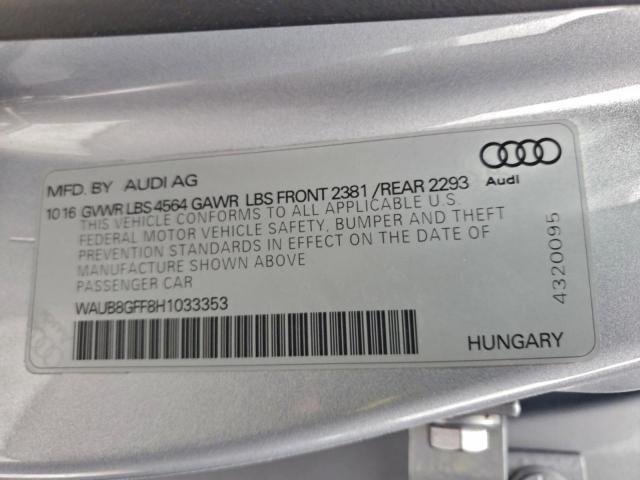 MFD. BY AUDI AG
Audi
10 16 GVWR LBS 4564 GAWR LBS FRONT 2381 /REAR 2293
THIS VEHICLE CONFORMS TO ALL APPLICABLE U.S.
FEDERAL MOTOR VEHICLE SAFETY, BUMPER AND THEFT
PREVENTION STANDARDS IN EFFECT ON THE DATE OF
MANUFACTURE SHOWN ABOVE
PASSENGER CAR
WAUB8GFF8H1033353
HUNGARY
4320095